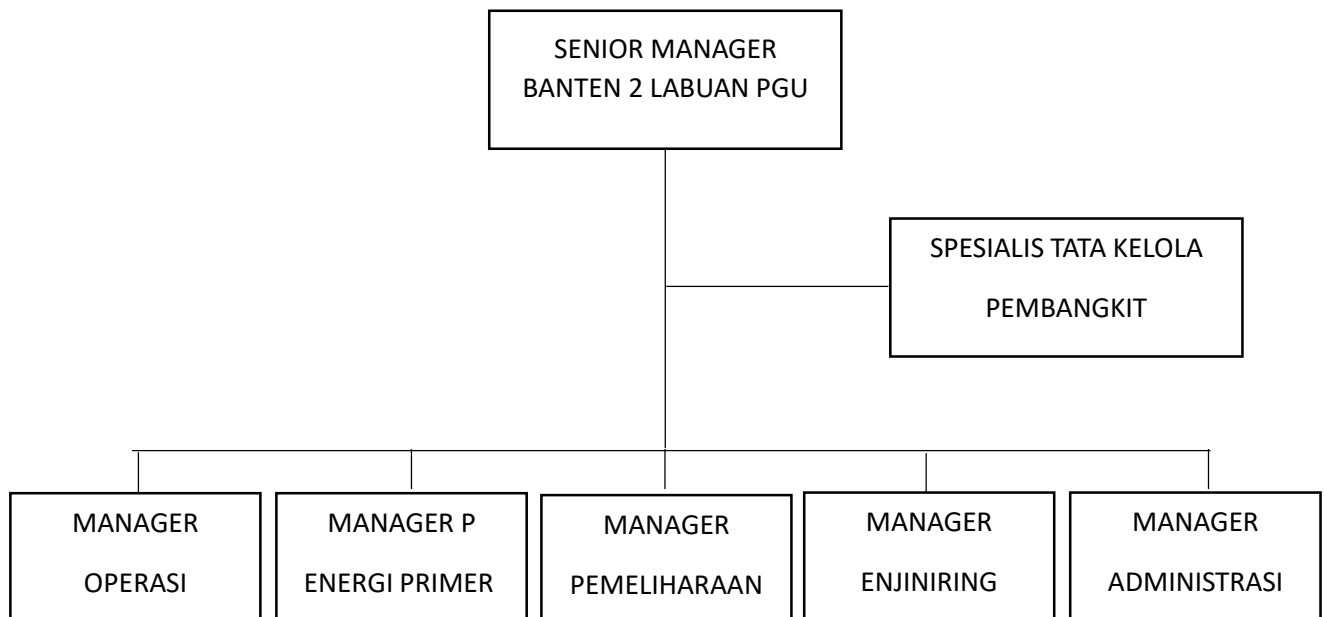 SENIOR MANAGER
BANTEN 2 LABUAN PGU
SPESIALIS TATA KELOLA
PEMBANGKIT
MANAGER
OPERASI
MANAGER P
ENERGI PRIMER
MANAGER
PEMELIHARAAN
MANAGER
ENJINIRING
MANAGER
ADMINISTRASI